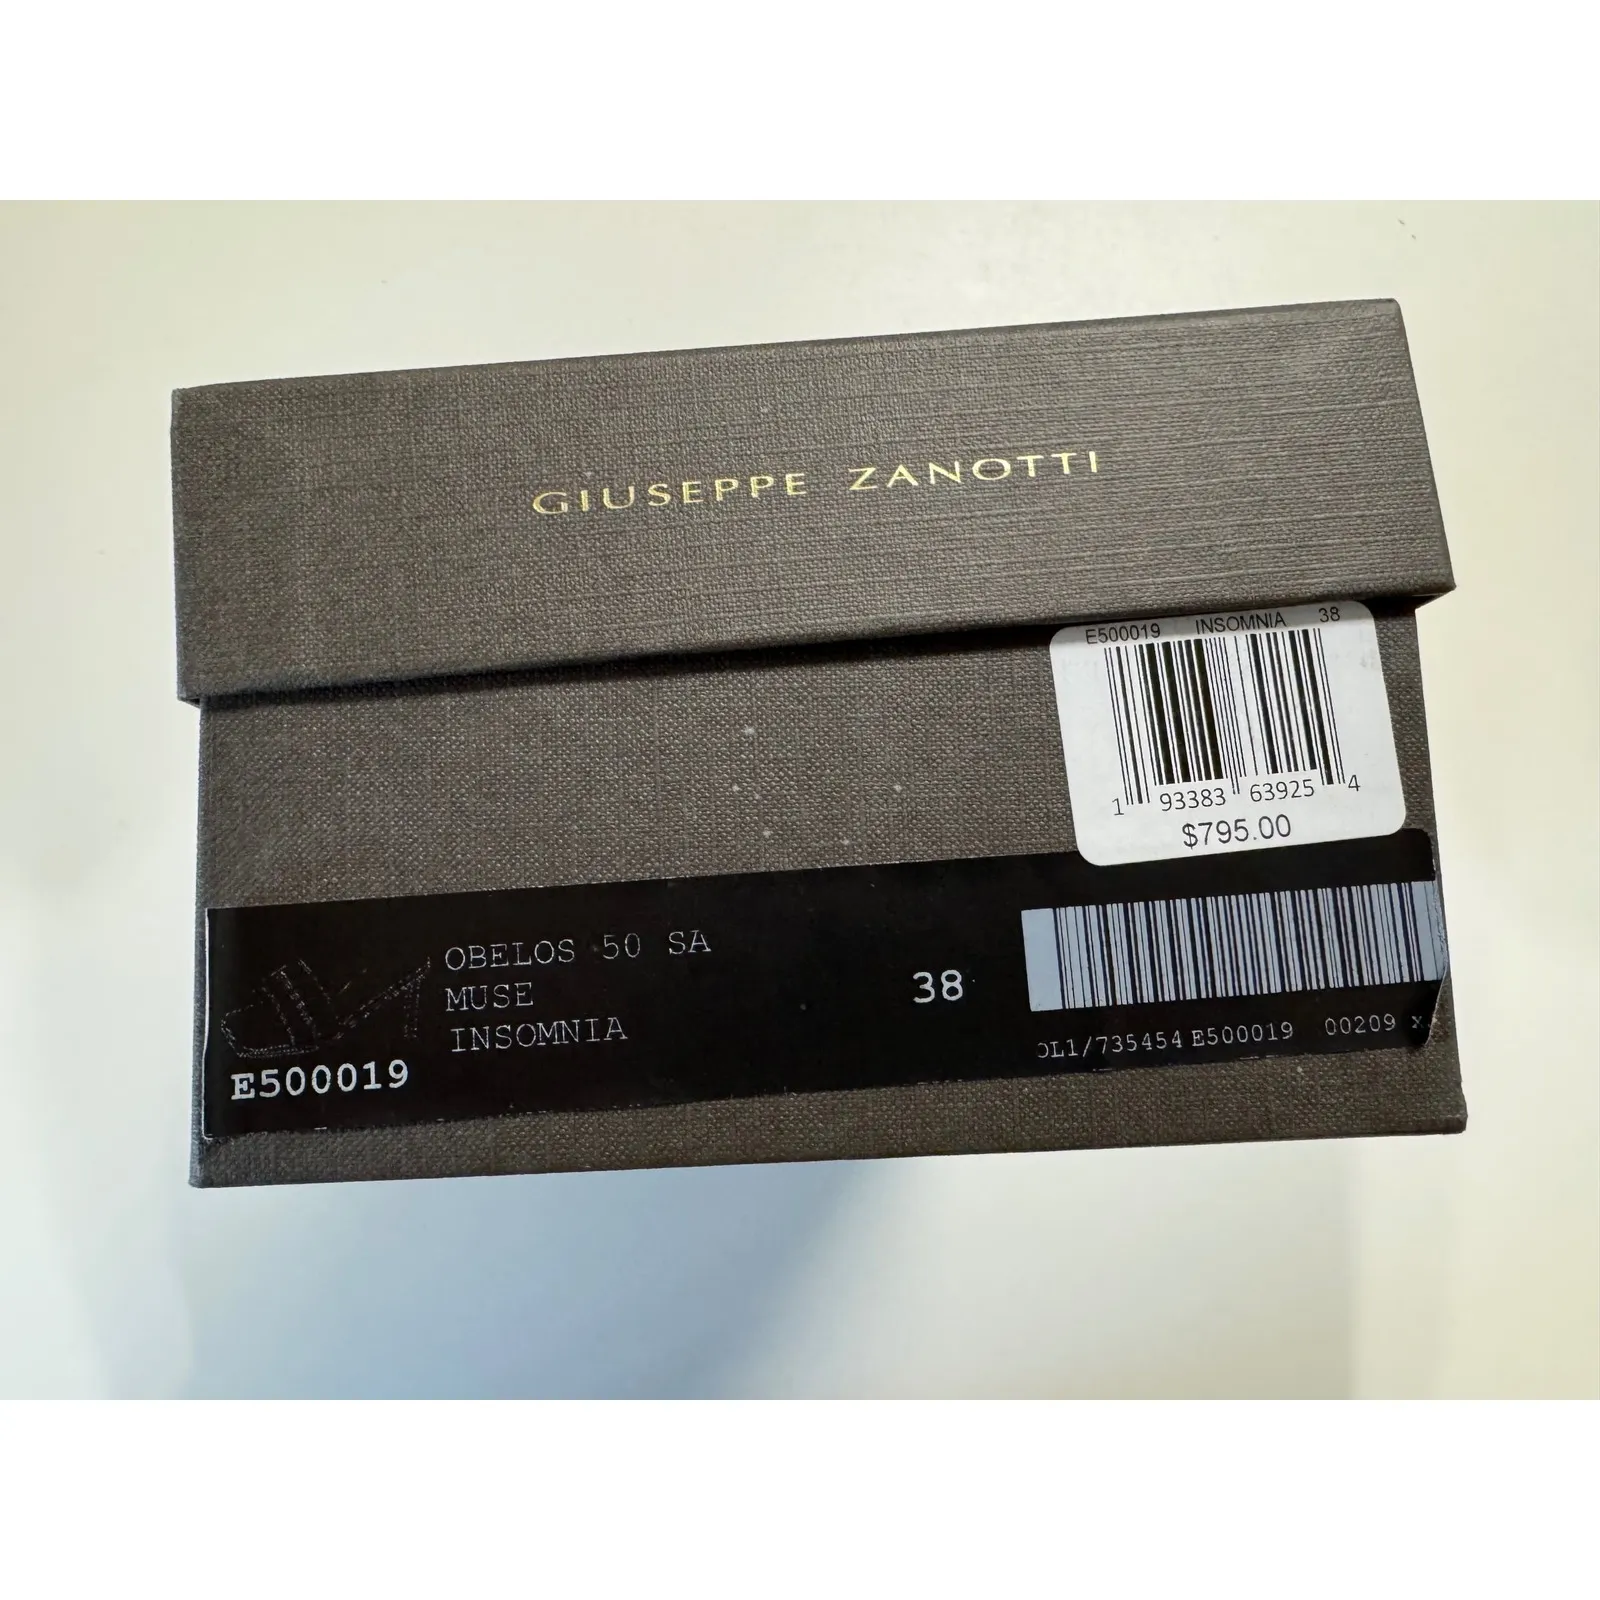 GIUSEPPE ZANOTTI
E500019 INSOMNIA 38
1 93383 63925 4
$795.00
OBELOS 50 SA
MUSE
INSOMNIA
38
E500019
OL1/735454 E500019 00209 x